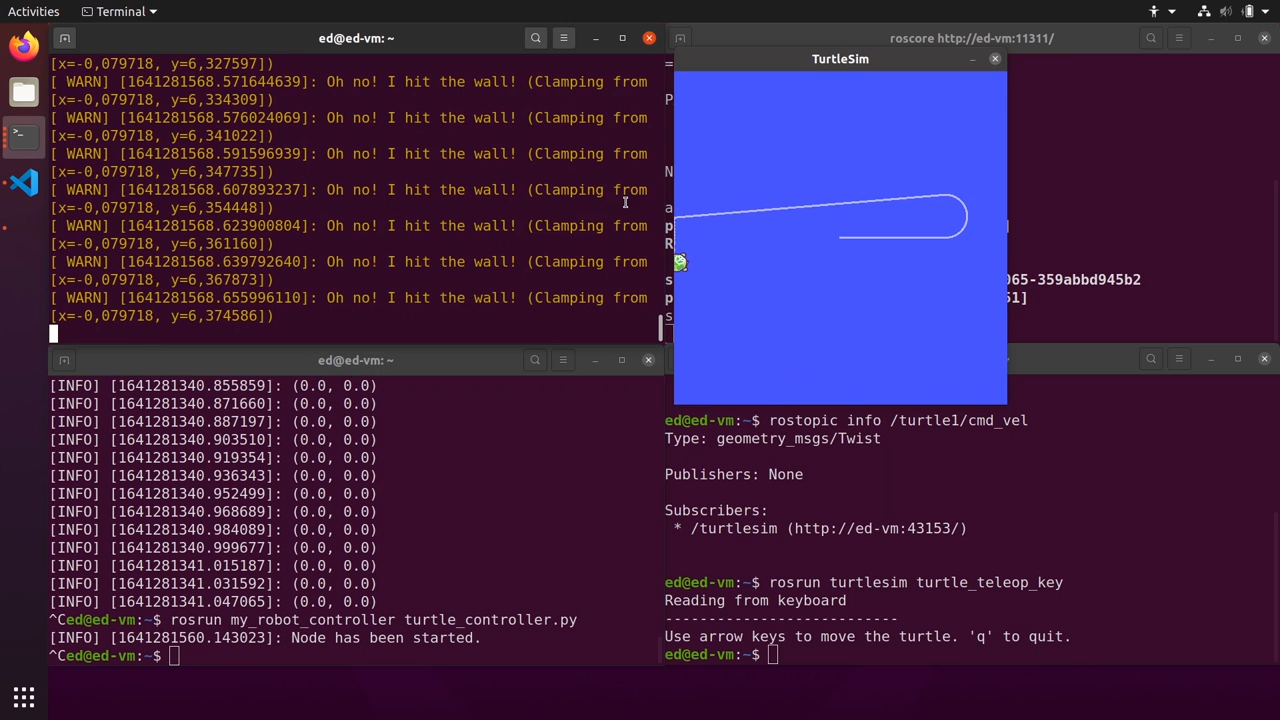 Activities
Terminal
ed@ed-vm: ~
[x=-0,079718, y=6,327597])
[ WARN] [1641281568.571644639]: Oh no! I hit the wall! (Clamping from
[x=-0,079718, y=6,334309])
[ WARN] [1641281568.576024069]: Oh no! I hit the wall! (Clamping from
[x=-0,079718, y=6,341022])
[ WARN] [1641281568.591596939]: Oh no! I hit the wall! (Clamping from
[x=-0,079718, y=6,347735])
[ WARN] [1641281568.607893237]: Oh no! I hit the wall! (Clamping from
[x=-0,079718, y=6,354448])
[ WARN] [1641281568.623900804]: Oh no! I hit the wall! (Clamping from
[x=-0,079718, y=6,361160])
[ WARN] [1641281568.639792640]: Oh no! I hit the wall! (Clamping from
[x=-0,079718, y=6,367873])
[ WARN] [1641281568.655996110]: Oh no! I hit the wall! (Clamping from
[x=-0,079718, y=6,374586])
roscore http://ed-vm:11311/
=
P
N
a
p
R
s 065-359abbd945b2
p 51]
s
TurtleSim
ed@ed-vm: ~
[INFO] [1641281340.855859]: (0.0, 0.0)
[INFO] [1641281340.871660]: (0.0, 0.0)
[INFO] [1641281340.887197]: (0.0, 0.0)
[INFO] [1641281340.903510]: (0.0, 0.0)
[INFO] [1641281340.919354]: (0.0, 0.0)
[INFO] [1641281340.936343]: (0.0, 0.0)
[INFO] [1641281340.952499]: (0.0, 0.0)
[INFO] [1641281340.968689]: (0.0, 0.0)
[INFO] [1641281340.984089]: (0.0, 0.0)
[INFO] [1641281340.999677]: (0.0, 0.0)
[INFO] [1641281341.015187]: (0.0, 0.0)
[INFO] [1641281341.031592]: (0.0, 0.0)
[INFO] [1641281341.047065]: (0.0, 0.0)
^Ced@ed-vm:~$ rosrun my_robot_controller turtle_controller.py
[INFO] [1641281560.143023]: Node has been started.
^Ced@ed-vm:~$
ed@ed-vm:~$ rostopic info /turtle1/cmd_vel
Type: geometry_msgs/Twist
Publishers: None
Subscribers:
* /turtlesim (http://ed-vm:43153/)
ed@ed-vm:~$ rosrun turtlesim turtle_teleop_key
Reading from keyboard
---------------------------
Use arrow keys to move the turtle. 'q' to quit.
ed@ed-vm:~$